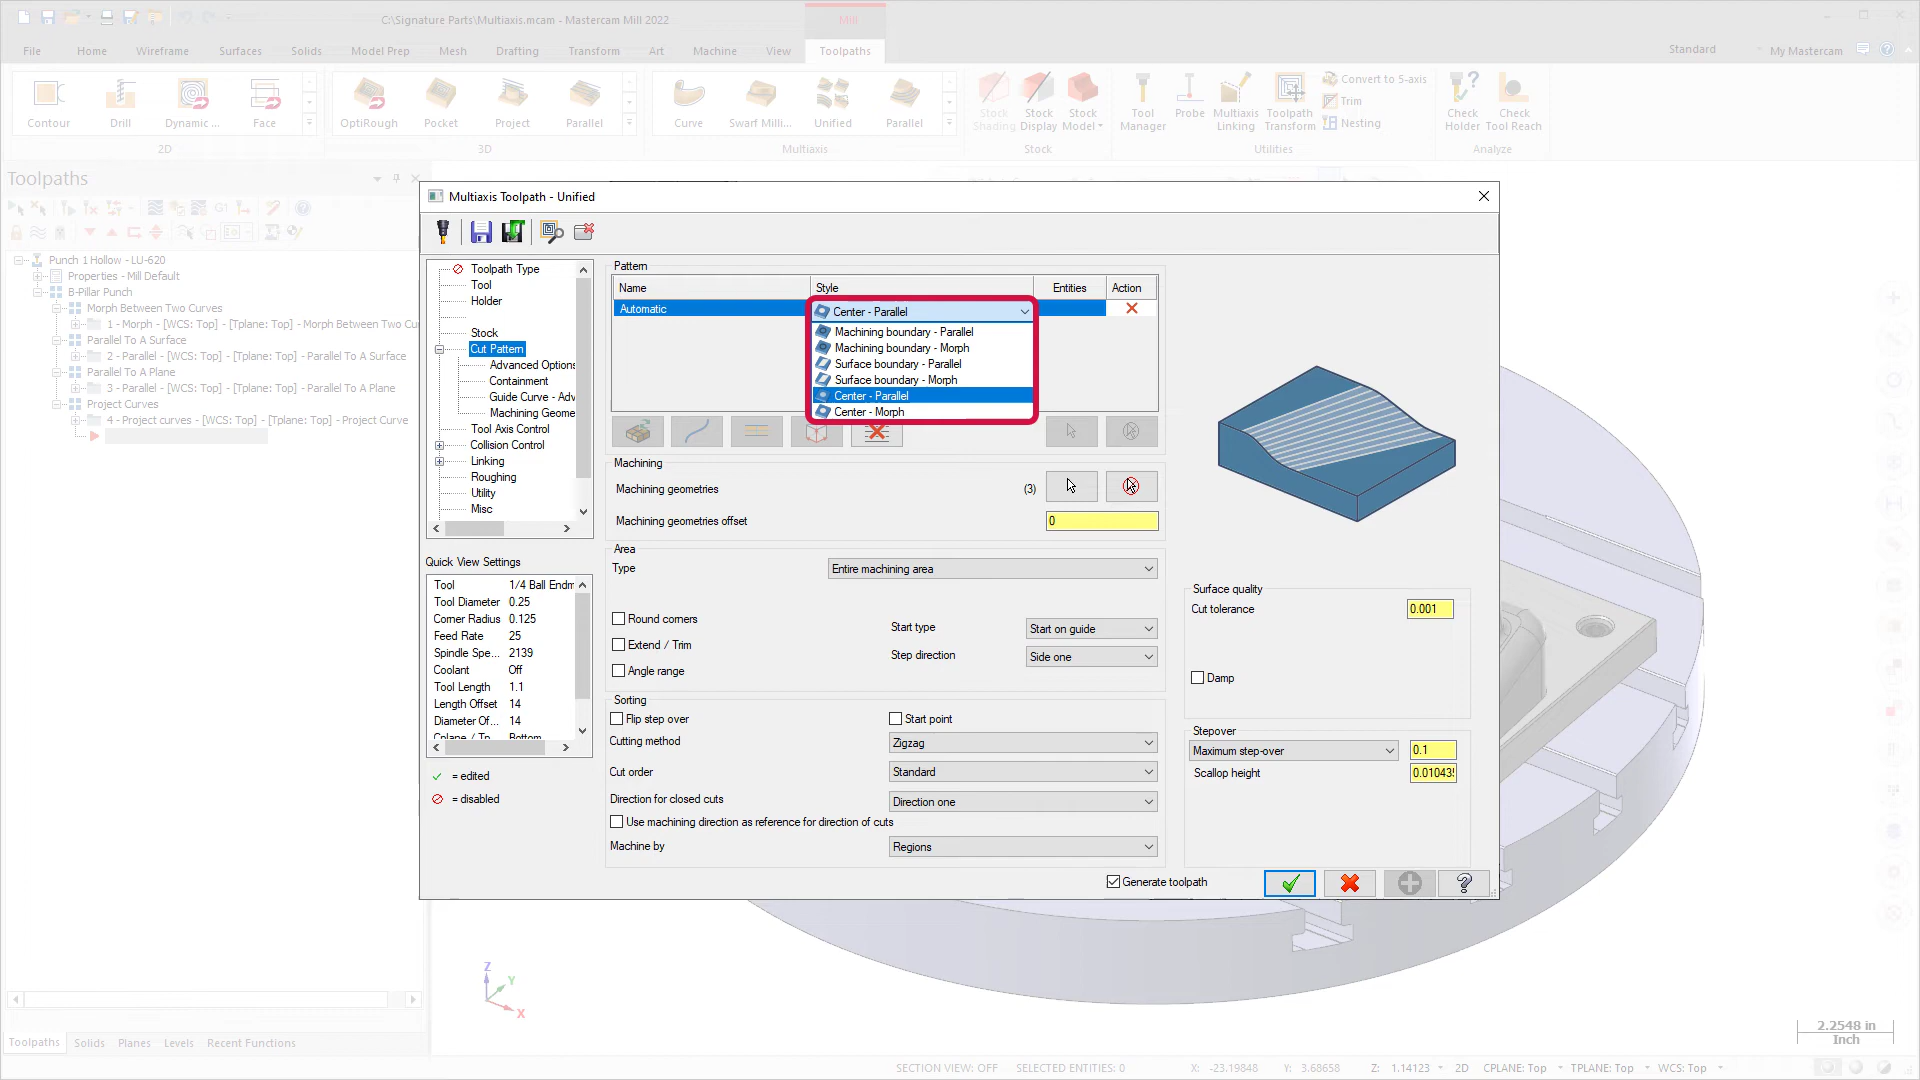 C:\Signature Parts\Multiaxis.mcam - Mastercam Mill 2022
Mill
File Home Wireframe Surfaces Solids Model Prep Mesh Drafting Transform Art Machine View Toolpaths
Standard My Mastercam
Contour Drill Dynamic ... Face
OptiRough Pocket Project Parallel
Curve Swarf Milli... Unified Parallel
Stock Shading Stock Display Stock Model
Tool Manager Probe Multiaxis Linking Toolpath Transform
Convert to 5-axis
Trim
Nesting
Check Holder Check Tool Reach
2D 3D Multiaxis Stock Utilities Analyze
Toolpaths
G1
Punch 1 Hollow - LU-620
Properties - Mill Default
B-Pillar Punch
Morph Between Two Curves
1 - Morph - [WCS: Top] - [Tplane: Top] - Morph Between Two Cu
Parallel To A Surface
2 - Parallel - [WCS: Top] - [Tplane: Top] - Parallel To A Surface
Parallel To A Plane
3 - Parallel - [WCS: Top] - [Tplane: Top] - Parallel To A Plane
Project Curves
4 - Project curves - [WCS: Top] - [Tplane: Top] - Project Curve
Multiaxis Toolpath - Unified
Toolpath Type
Tool
Holder
Stock
Cut Pattern
Advanced Options
Containment
Guide Curve - Adv
Machining Geome
Tool Axis Control
Collision Control
Linking
Roughing
Utility
Misc
Quick View Settings
Tool 1/4 Ball Endm
Tool Diameter 0.25
Corner Radius 0.125
Feed Rate 25
Spindle Spe... 2139
Coolant Off
Tool Length 1.1
Length Offset 14
Diameter Of... 14
Cplane / Tp... Bottom
= edited
= disabled
Pattern
Name Style Entities Action
Automatic Center - Parallel
Machining boundary - Parallel
Machining boundary - Morph
Surface boundary - Parallel
Surface boundary - Morph
Center - Parallel
Center - Morph
Machining
Machining geometries (3)
Machining geometries offset 0
Area
Type Entire machining area
Round corners
Extend / Trim
Angle range
Start type Start on guide
Step direction Side one
Sorting
Flip step over Start point
Cutting method Zigzag
Cut order Standard
Direction for closed cuts Direction one
Use machining direction as reference for direction of cuts
Machine by Regions
Surface quality
Cut tolerance 0.001
Damp
Stepover
Maximum step-over 0.1
Scallop height 0.01043
Generate toolpath
Z
Y
X
2.2548 in
Inch
Toolpaths Solids Planes Levels Recent Functions
SECTION VIEW: OFF SELECTED ENTITIES: 0 X: -23.19848 Y: 3.68658 Z: 1.14123 2D CPLANE: Top TPLANE: Top WCS: Top